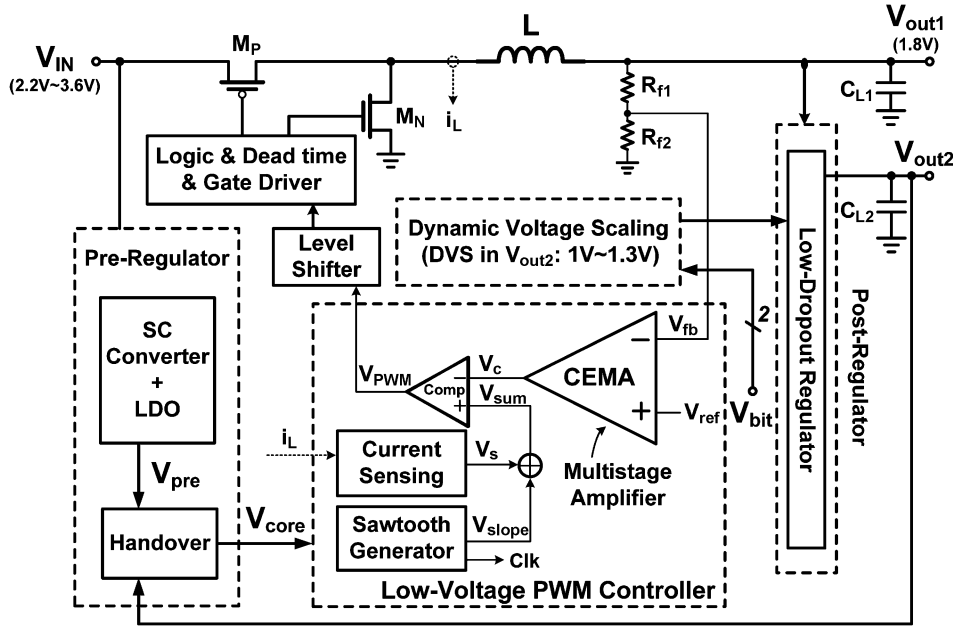 L
V_out1
(1.8V)
V_IN
(2.2V~3.6V)
M_P
M_N
i_L
R_f1
R_f2
C_L1
V_out2
C_L2
Logic & Dead time
& Gate Driver
Level
Shifter
Dynamic Voltage Scaling
(DVS in V_out2: 1V~1.3V)
Pre-Regulator
SC
Converter
+
LDO
V_pre
Handover
V_core
V_PWM
Comp
−
+
V_c
V_sum
CEMA
−
+
V_fb
V_ref
Multistage
Amplifier
2
V_bit
i_L
Current
Sensing
V_s
Sawtooth
Generator
V_slope
Clk
Low-Voltage PWM Controller
Low-Dropout Regulator
Post-Regulator